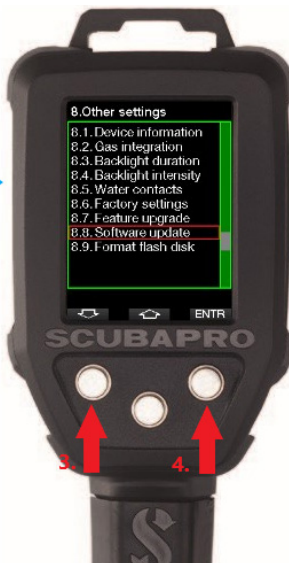 8.Other settings
8.1.Device information
8.2. Gas integration
8.3. Backlight duration
8.4. Backlight intensity
8.5. Water contacts
8.6. Factory settings
8.7. Feature upgrade
8.8. Software update
8.9. Format flash disk
ENTR
SCUBAPRO
3.
4.